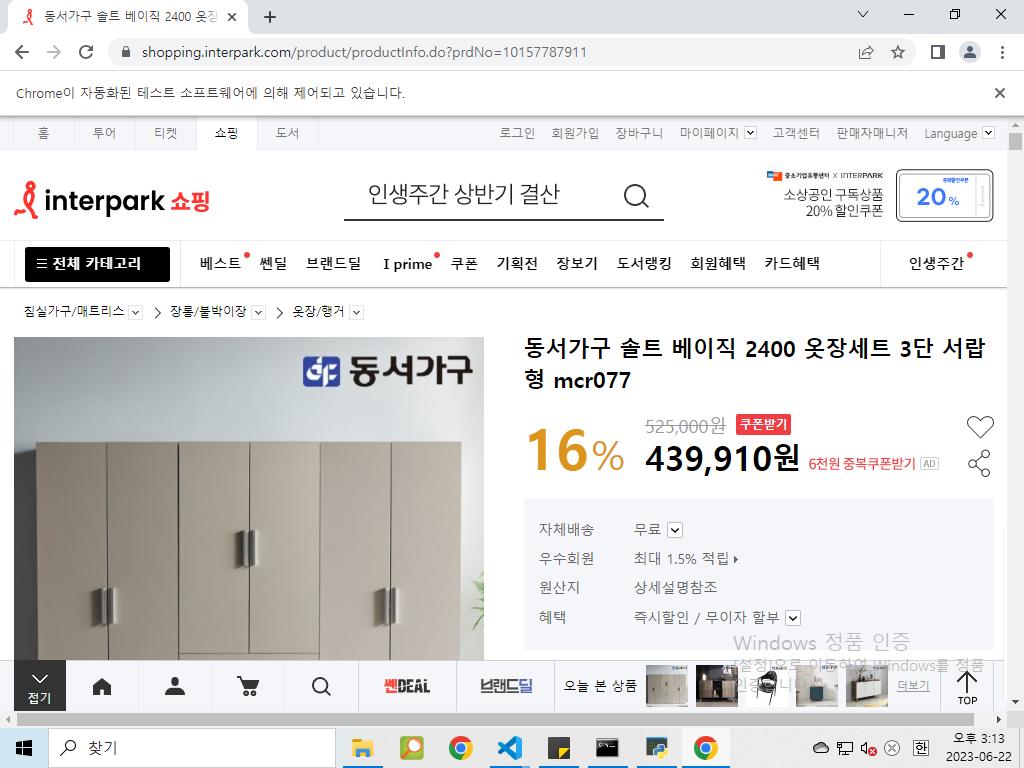 동서가구 솔트 베이직 2400 옷장
shopping.interpark.com/product/productInfo.do?prdNo=10157787911
Chrome이 자동화된 테스트 소프트웨어에 의해 제어되고 있습니다.
홈 투어 티켓 쇼핑 도서 로그인 회원가입 장바구니 마이페이지 고객센터 판매자매니저 Language
interpark 쇼핑
인생주간 상반기 결산
중소기업유통센터 X INTERPARK
소상공인 구독상품
20% 할인쿠폰
20%
전체 카테고리 베스트 쎈딜 브랜드딜 I prime 쿠폰 기획전 장보기 도서랭킹 회원혜택 카드혜택 인생주간
침실가구/매트리스 장롱/붙박이장 옷장/행거
동서가구
동서가구 솔트 베이직 2400 옷장세트 3단 서랍
형 mcr077
525,000원 쿠폰받기
16% 439,910원 6천원 중복쿠폰받기 AD
자체배송 무료
우수회원 최대 1.5% 적립
원산지 상세설명참조
혜택 즉시할인 / 무이자 할부
Windows 정품 인증
[설정]으로 이동하여 Windows를 정품
인증합니다.
접기 쎈DEAL 브랜드딜 오늘 본 상품 더보기 TOP
찾기
한
오후 3:13
2023-06-22